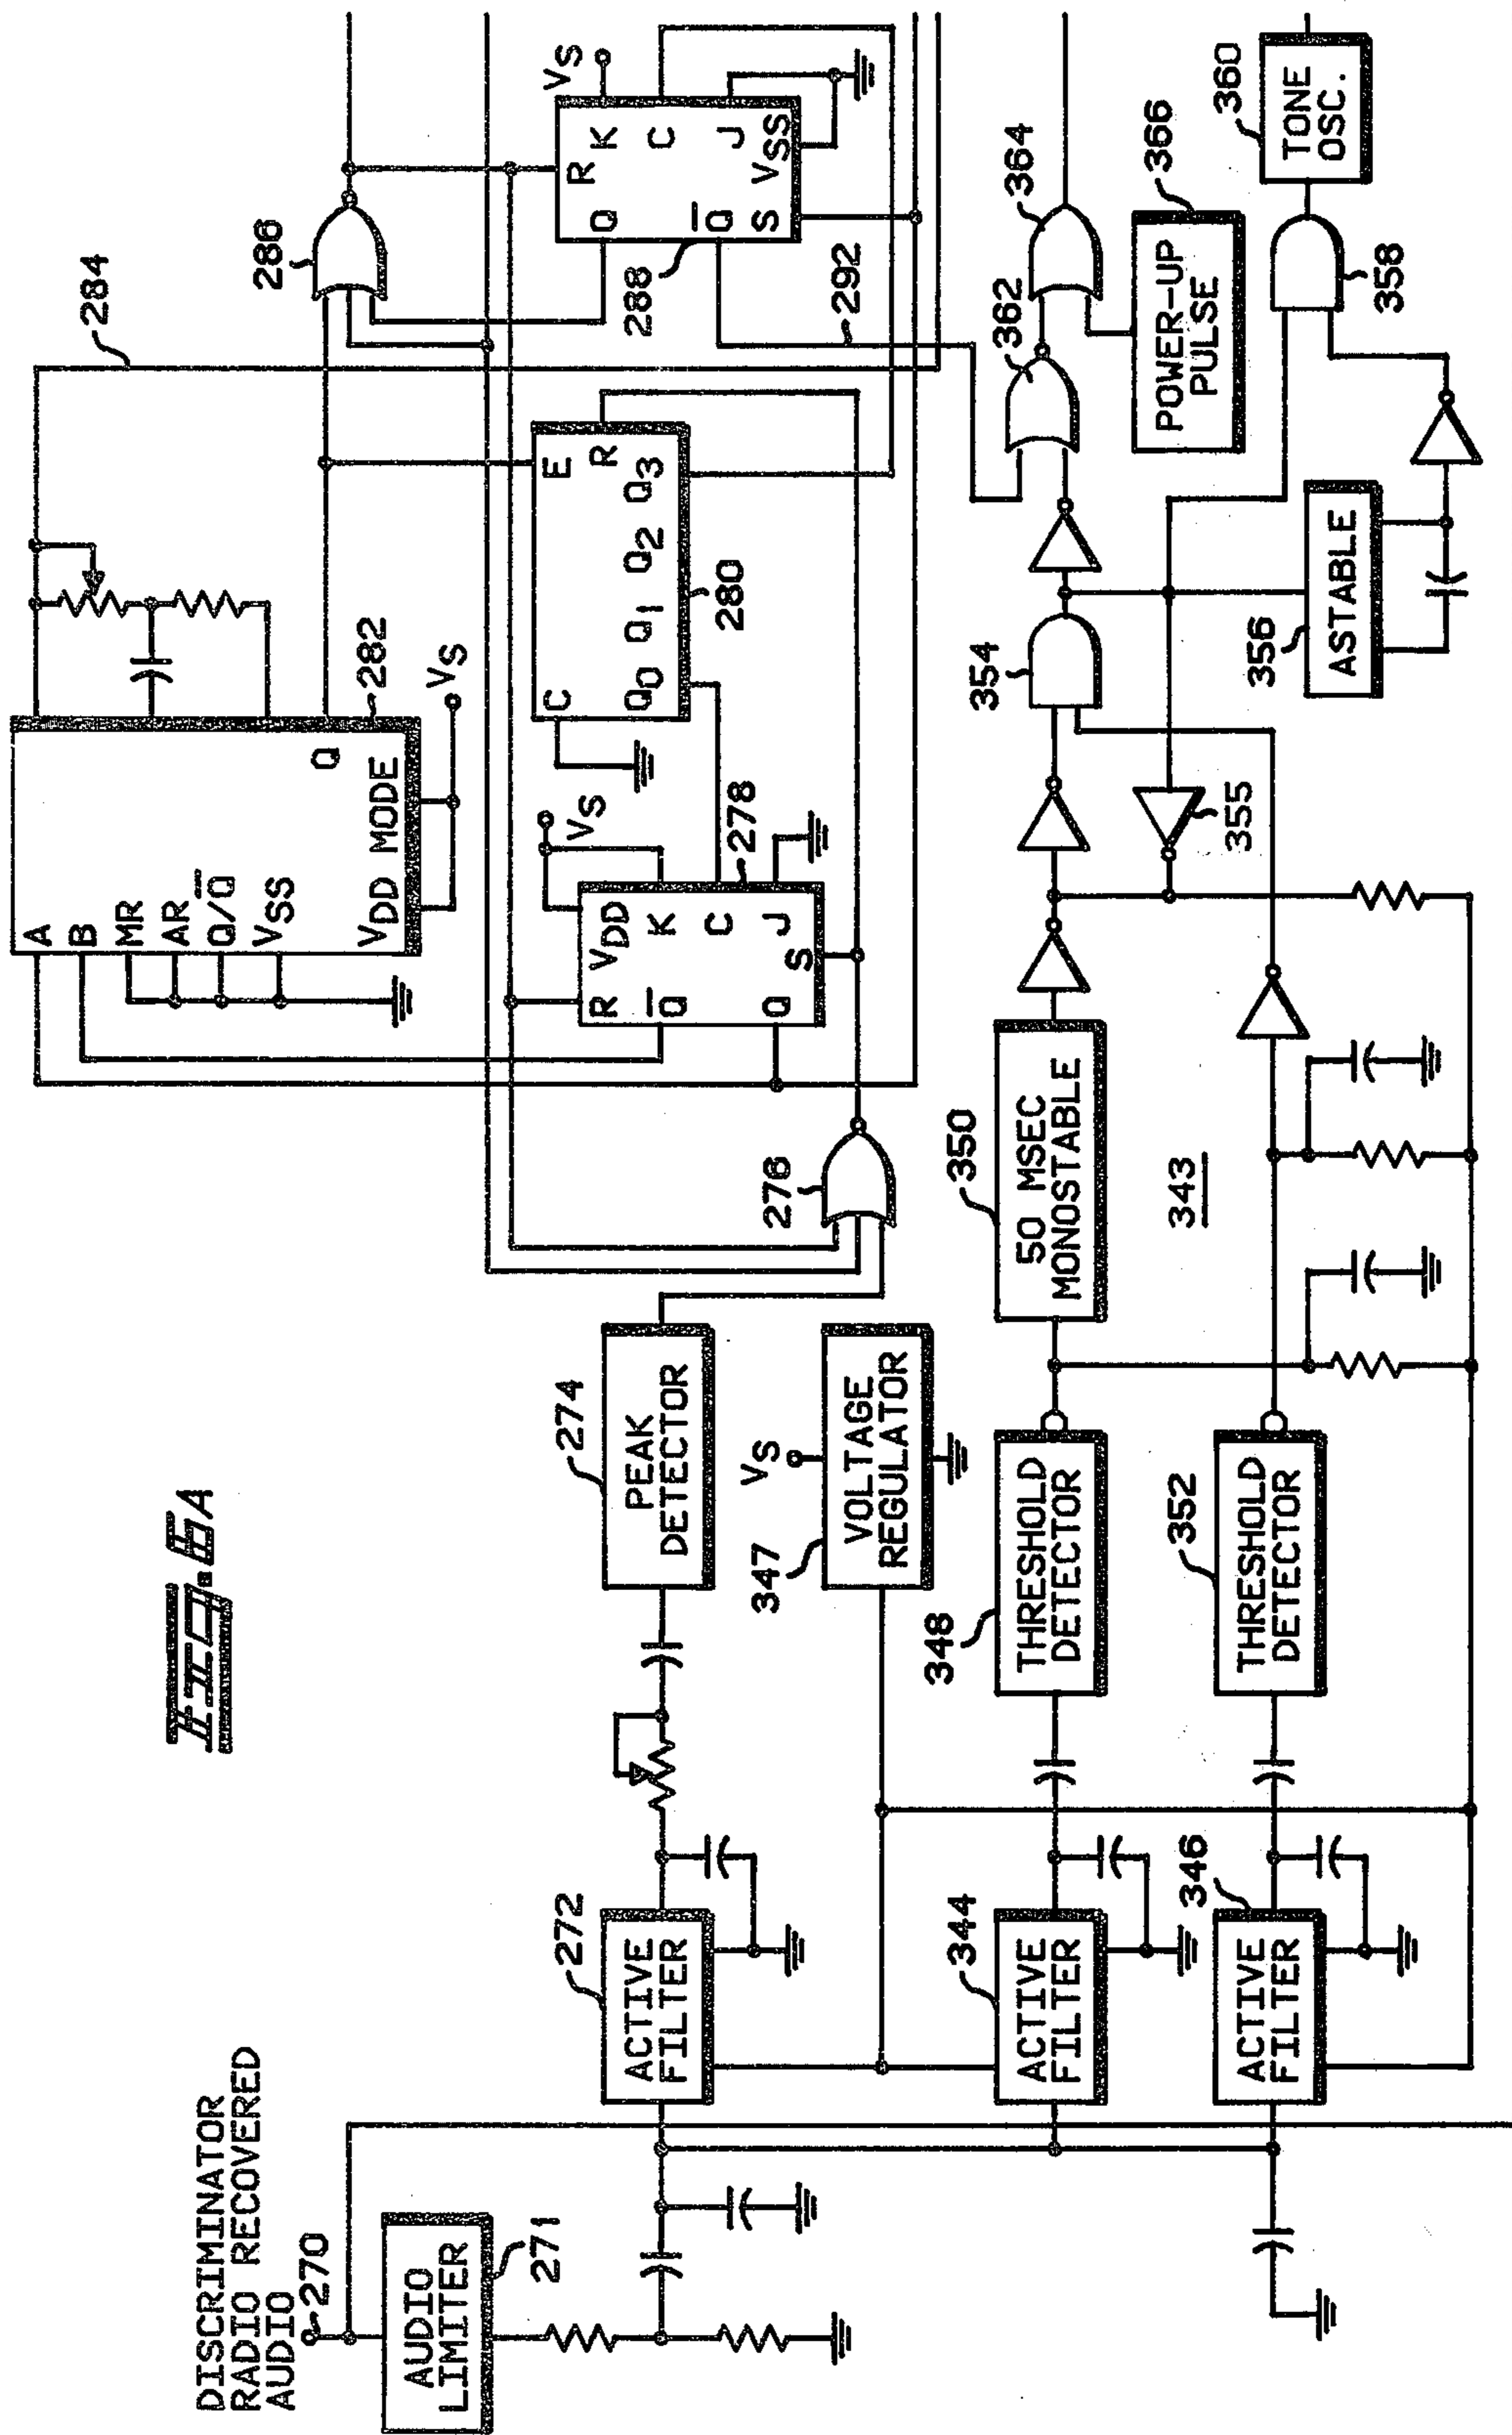 FIG. 6A
DISCRIMINATOR
RADIO RECOVERED
AUDIO
270
AUDIO
LIMITER
271
272
ACTIVE
FILTER
274
PEAK
DETECTOR
276
347
VOLTAGE
REGULATOR
VS
344
ACTIVE
FILTER
348
THRESHOLD
DETECTOR
350
50 MSEC
MONOSTABLE
343
346
ACTIVE
FILTER
352
THRESHOLD
DETECTOR
A
B
MR
AR
Q/Q̅
VSS
VDD MODE
Q
282
VS
284
286
R
VDD
Q̅
K
C
Q
J
S
278
VS
C
E
R
Q0 Q1 Q2 Q3
280
R
K
Q
C
Q̅
J
S
VSS
VS
288
292
354
355
356
ASTABLE
362
364
POWER-UP
PULSE
366
358
TONE
OSC.
360